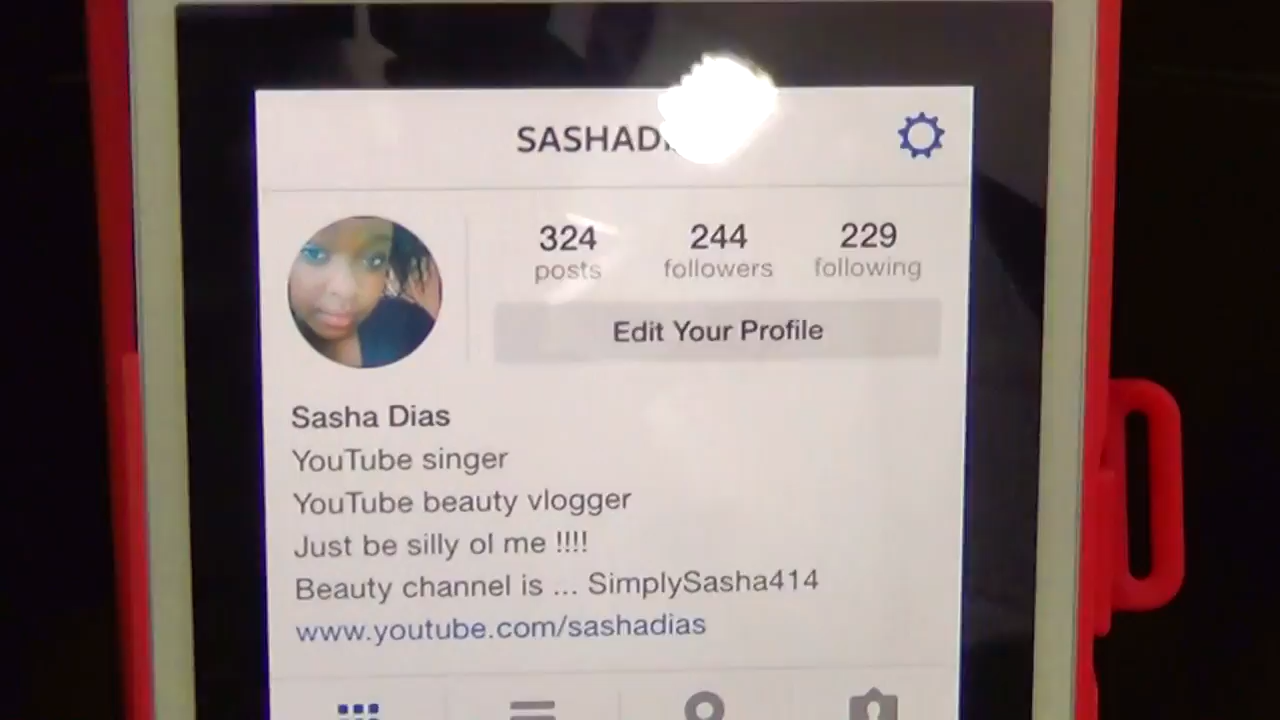 324 244 229
posts followers following
Edit Your Profile
Sasha Dias
YouTube singer
YouTube beauty vlogger
Just be silly ol me !!!!
Beauty channel is ... SimplySasha414
www.youtube.com/sashadias